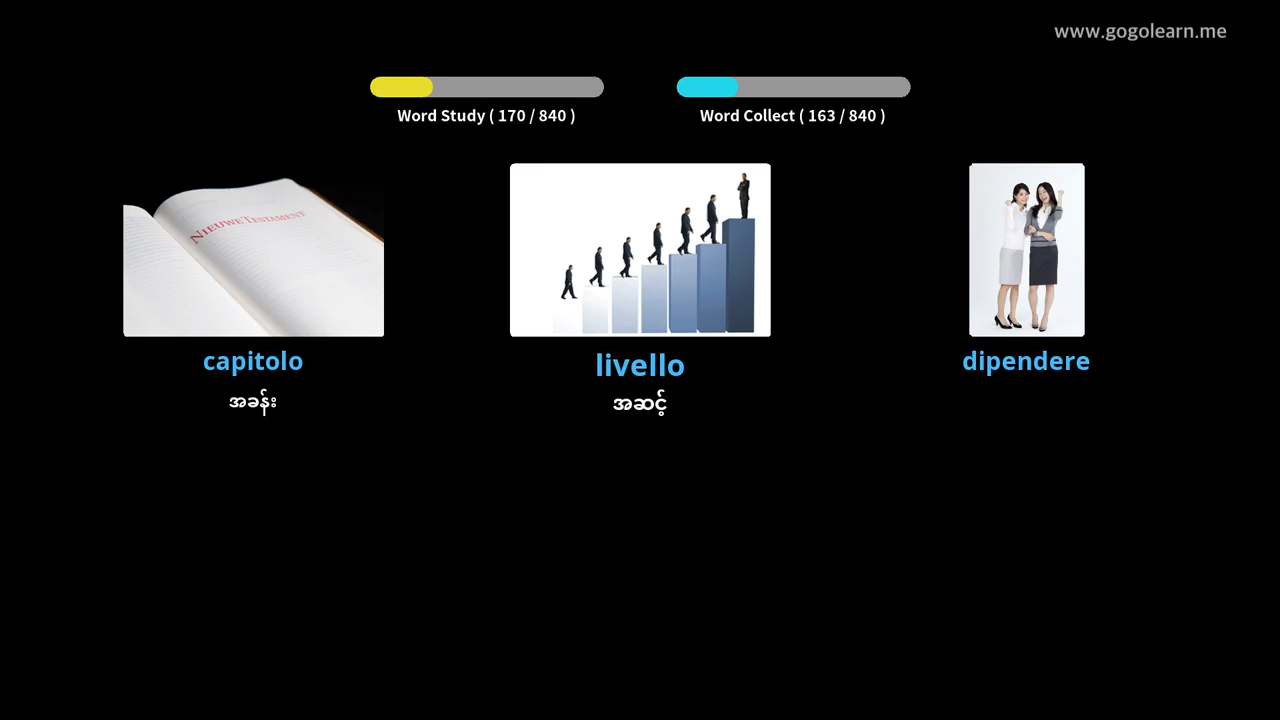 www.gogolearn.me
Word Study ( 170 / 840 )
Word Collect ( 163 / 840 )
NIEUWE TESTAMENT
capitolo
livello
dipendere
အခန်း
အဆင့်